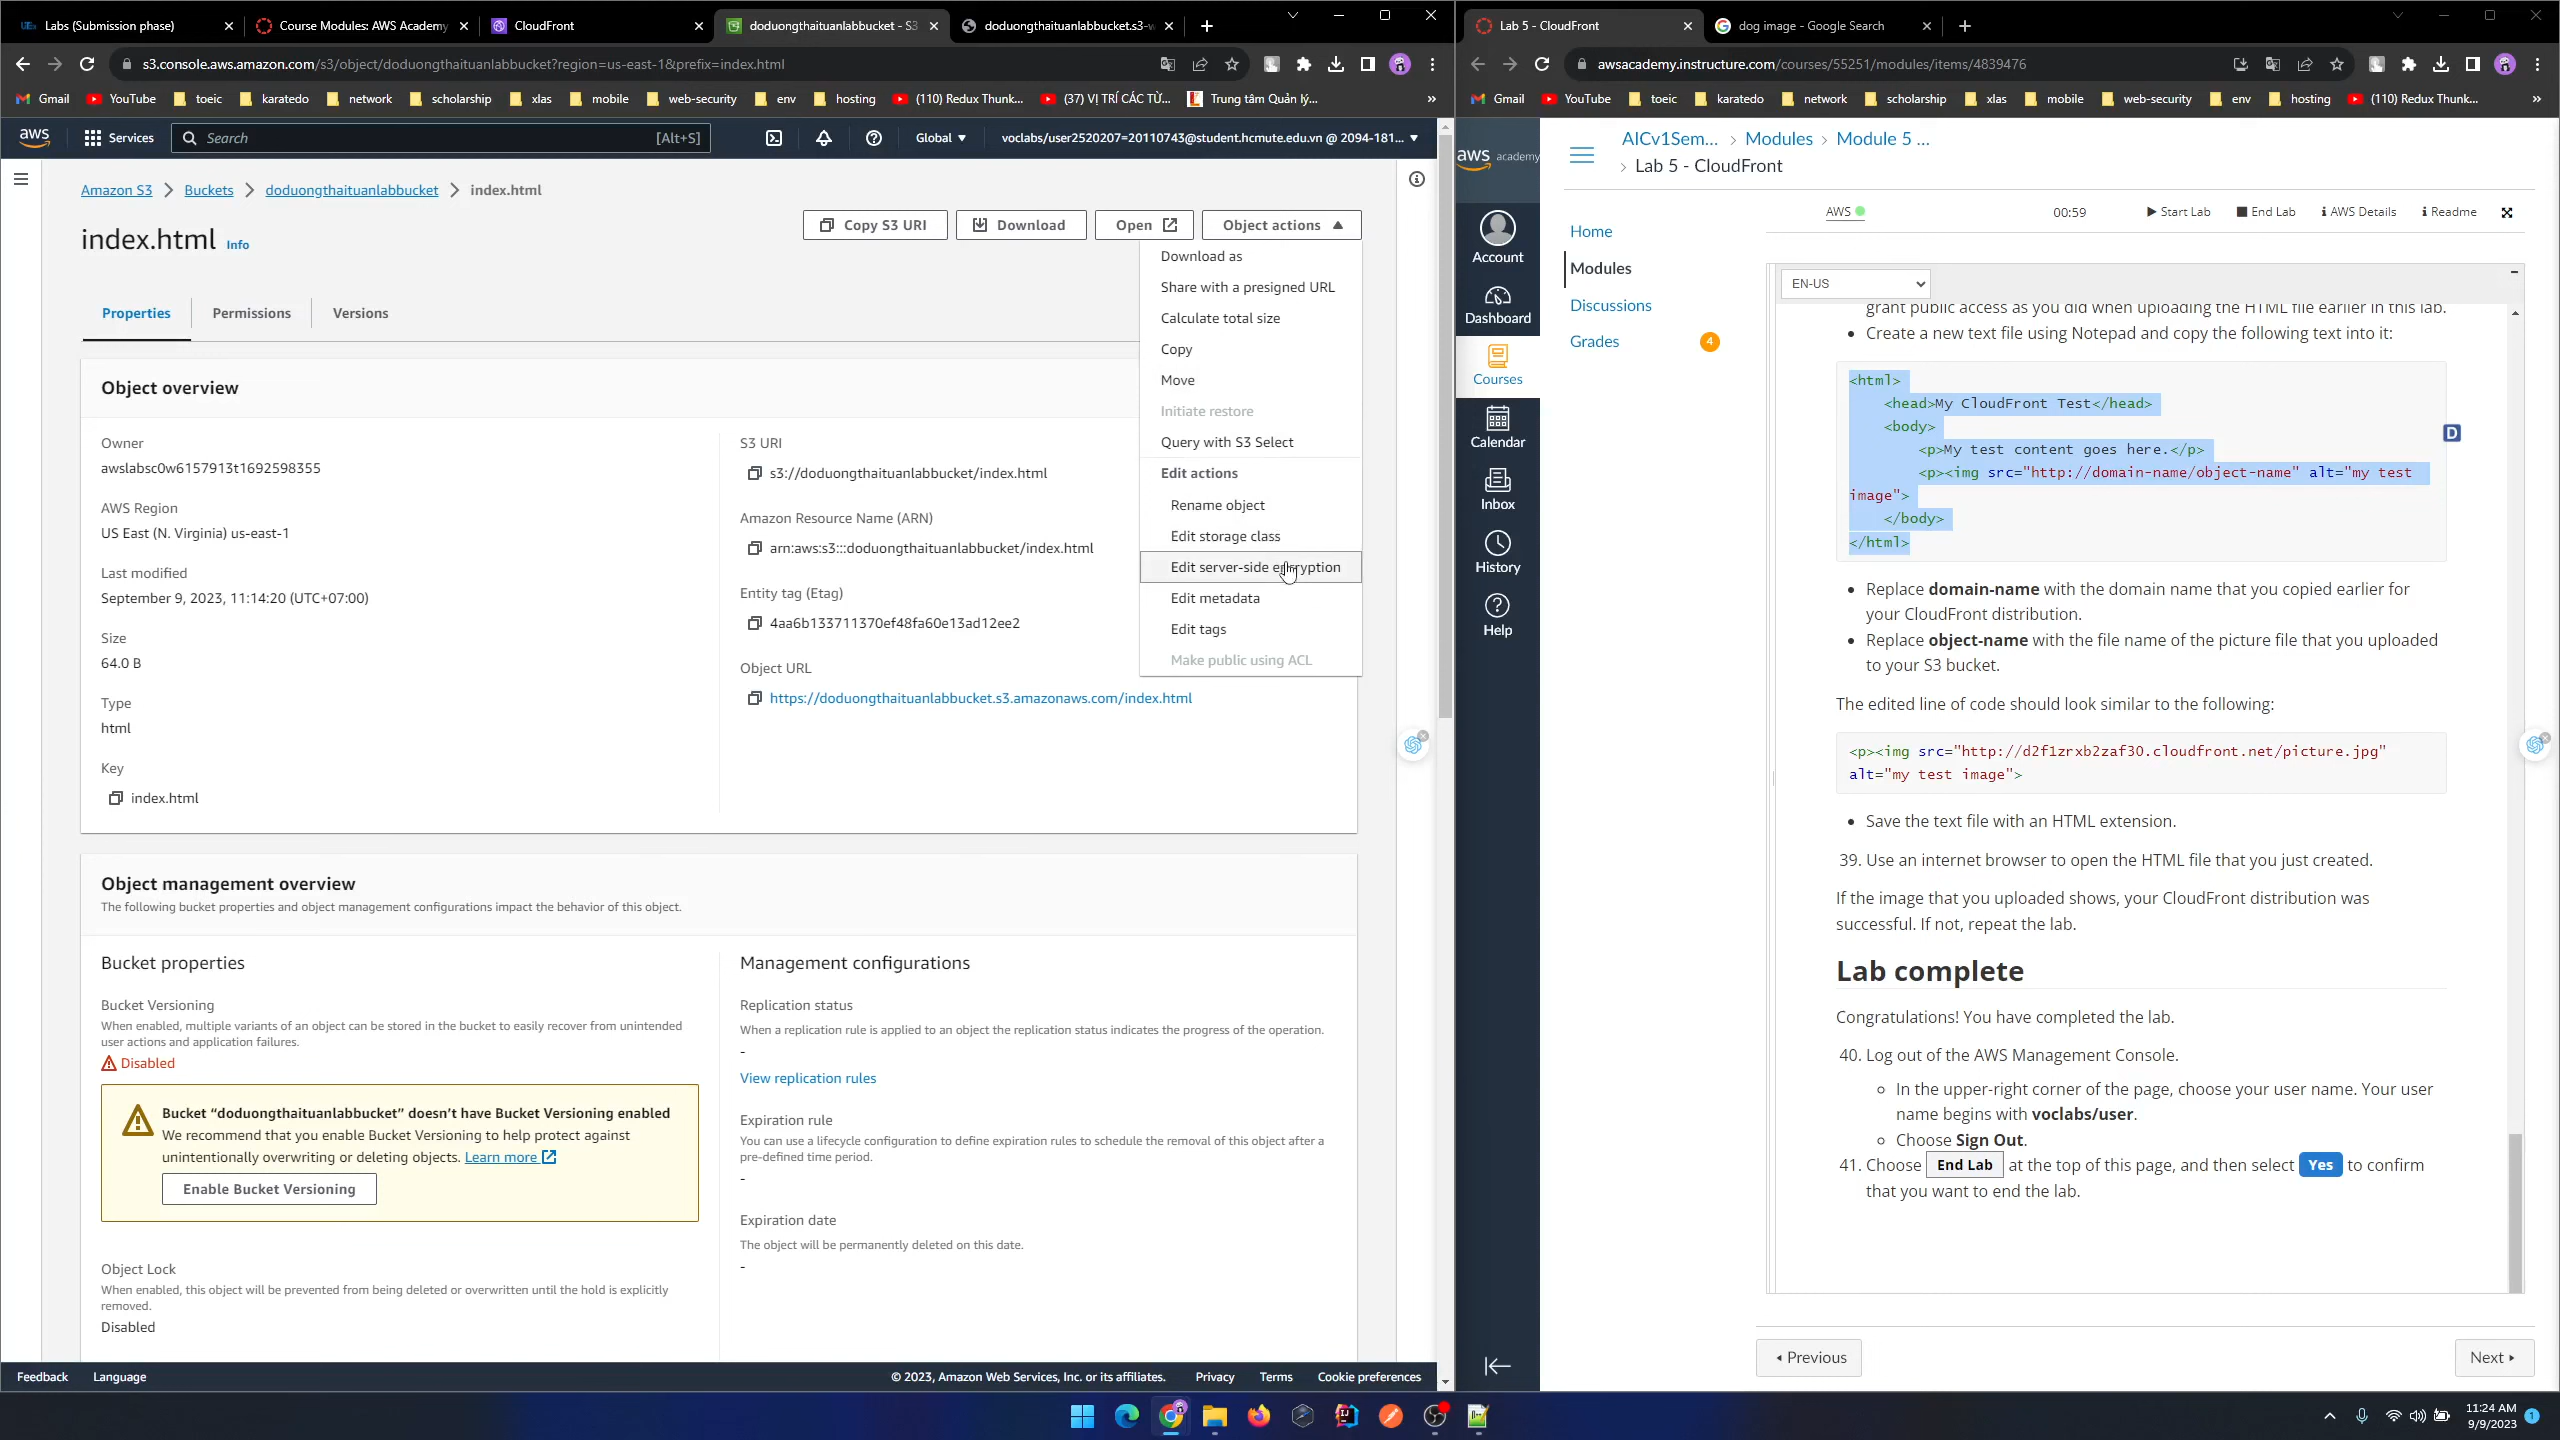 Labs (Submission phase)
Course Modules: AWS Academy
CloudFront
doduongthaituanlabbucket - S3
doduongthaituanlabbucket.s3-w
s3.console.aws.amazon.com/s3/object/doduongthaituanlabbucket?region=us-east-1&prefix=index.html
Gmail
YouTube
toeic
karatedo
network
scholarship
xlas
mobile
web-security
env
hosting
(110) Redux Thunk...
(37) VỊ TRÍ CÁC TỪ...
Trung tâm Quản lý...
»
aws
Services
Search
[Alt+S]
Global
voclabs/user2520207=20110743@student.hcmute.edu.vn @ 2094-181...
Amazon S3
Buckets
doduongthaituanlabbucket
index.html
index.html
Info
Copy S3 URI
Download
Open
Object actions
Download as
Share with a presigned URL
Calculate total size
Copy
Move
Initiate restore
Query with S3 Select
Edit actions
Rename object
Edit storage class
Edit server-side encryption
Edit metadata
Edit tags
Make public using ACL
Properties
Permissions
Versions
Object overview
Owner
awslabsc0w6157913t1692598355
AWS Region
US East (N. Virginia) us-east-1
Last modified
September 9, 2023, 11:14:20 (UTC+07:00)
Size
64.0 B
Type
html
Key
index.html
S3 URI
s3://doduongthaituanlabbucket/index.html
Amazon Resource Name (ARN)
arn:aws:s3:::doduongthaituanlabbucket/index.html
Entity tag (Etag)
4aa6b133711370ef48fa60e13ad12ee2
Object URL
https://doduongthaituanlabbucket.s3.amazonaws.com/index.html
Object management overview
The following bucket properties and object management configurations impact the behavior of this object.
Bucket properties
Bucket Versioning
When enabled, multiple variants of an object can be stored in the bucket to easily recover from unintended
user actions and application failures.
Disabled
Bucket “doduongthaituanlabbucket” doesn’t have Bucket Versioning enabled
We recommend that you enable Bucket Versioning to help protect against
unintentionally overwriting or deleting objects. Learn more
Enable Bucket Versioning
Object Lock
When enabled, this object will be prevented from being deleted or overwritten until the hold is explicitly
removed.
Disabled
Management configurations
Replication status
When a replication rule is applied to an object the replication status indicates the progress of the operation.
-
View replication rules
Expiration rule
You can use a lifecycle configuration to define expiration rules to schedule the removal of this object after a
pre-defined time period.
-
Expiration date
The object will be permanently deleted on this date.
-
Feedback
Language
© 2023, Amazon Web Services, Inc. or its affiliates.
Privacy
Terms
Cookie preferences
Lab 5 - CloudFront
dog image - Google Search
awsacademy.instructure.com/courses/55251/modules/items/4839476
Gmail
YouTube
toeic
karatedo
network
scholarship
xlas
mobile
web-security
env
hosting
(110) Redux Thunk...
»
aws academy
Account
Dashboard
Courses
Calendar
Inbox
History
Help
AICv1Sem... › Modules › Module 5 ...
› Lab 5 - CloudFront
Home
Modules
Discussions
Grades
4
AWS
00:59
Start Lab
End Lab
AWS Details
Readme
EN-US
grant public access as you did when uploading the HTML file earlier in this lab.
• Create a new text file using Notepad and copy the following text into it:
<html>
<head>My CloudFront Test</head>
<body>
<p>My test content goes here.</p>
<p><img src="http://domain-name/object-name" alt="my test
image">
</body>
</html>
D
• Replace domain-name with the domain name that you copied earlier for
your CloudFront distribution.
• Replace object-name with the file name of the picture file that you uploaded
to your S3 bucket.
The edited line of code should look similar to the following:
<p><img src="http://d2f1zrxb2zaf30.cloudfront.net/picture.jpg"
alt="my test image">
• Save the text file with an HTML extension.
39. Use an internet browser to open the HTML file that you just created.
If the image that you uploaded shows, your CloudFront distribution was
successful. If not, repeat the lab.
Lab complete
Congratulations! You have completed the lab.
40. Log out of the AWS Management Console.
In the upper-right corner of the page, choose your user name. Your user
name begins with voclabs/user.
Choose Sign Out.
41. Choose End Lab at the top of this page, and then select Yes to confirm
that you want to end the lab.
Previous
Next
11:24 AM
9/9/2023
1